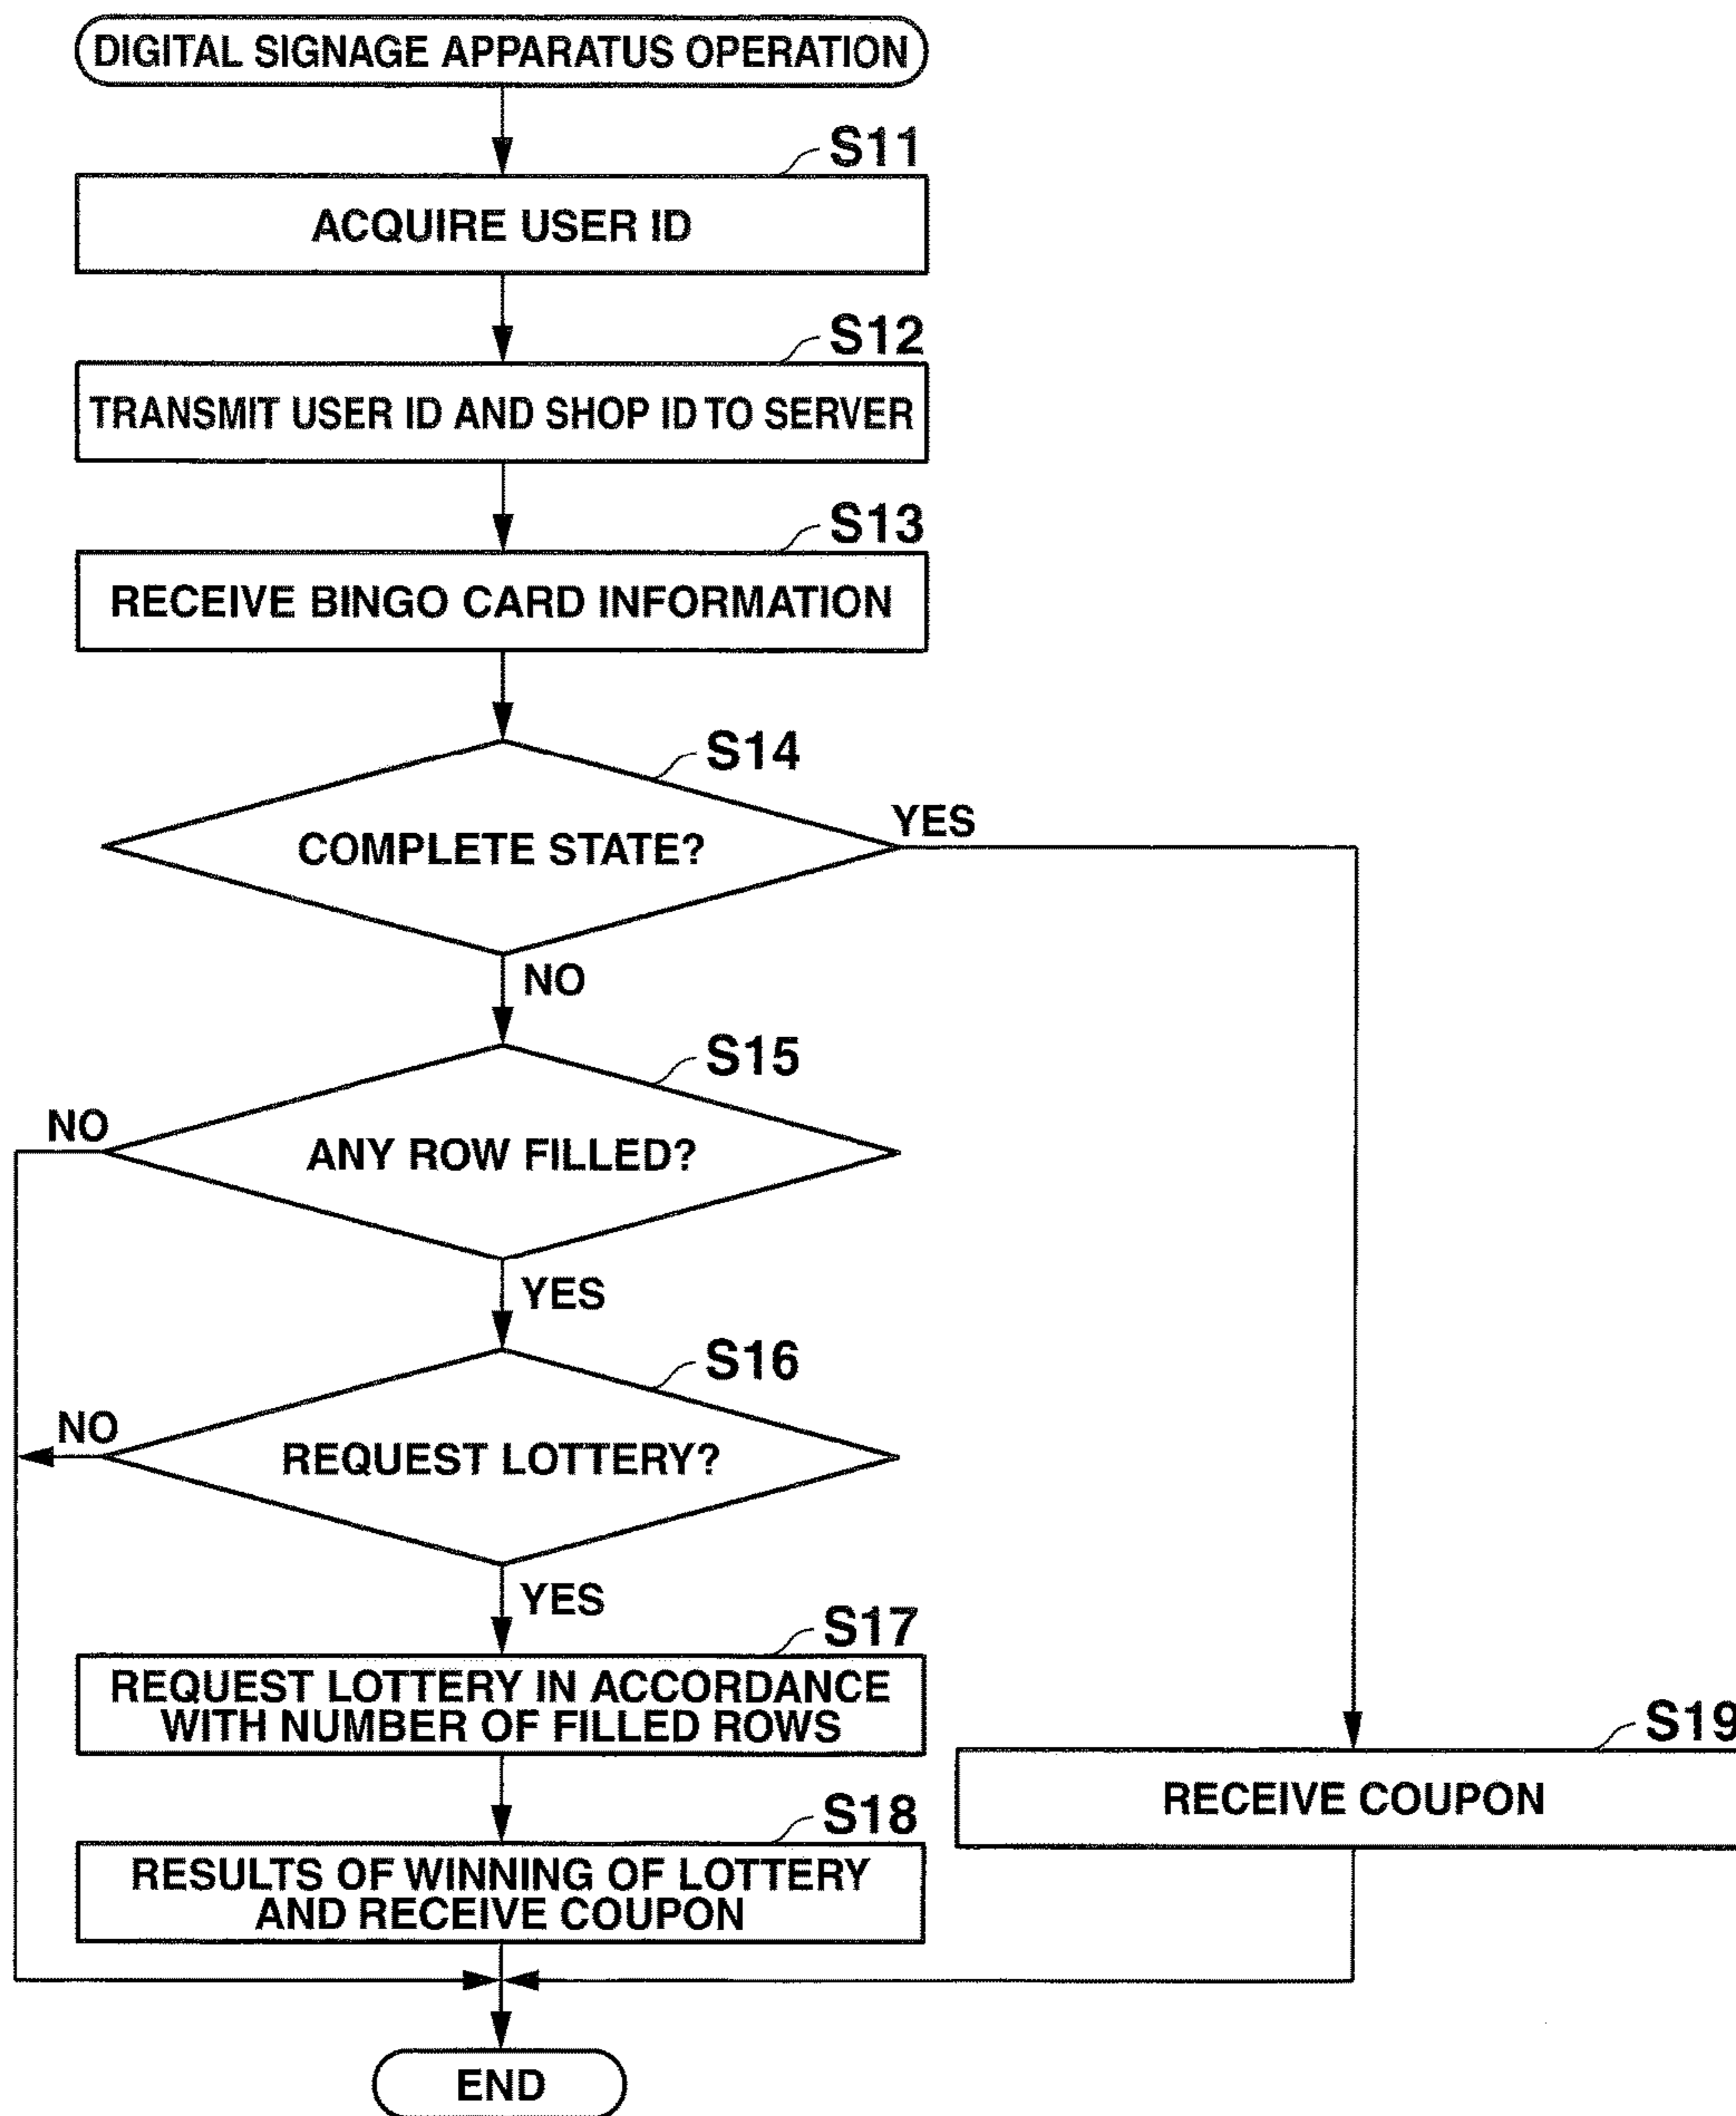 DIGITAL SIGNAGE APPARATUS OPERATION
S11
ACQUIRE USER ID
S12
TRANSMIT USER ID AND SHOP ID TO SERVER
S13
RECEIVE BINGO CARD INFORMATION
S14
COMPLETE STATE?
YES
NO
S15
ANY ROW FILLED?
NO
YES
S16
REQUEST LOTTERY?
NO
YES
S17
REQUEST LOTTERY IN ACCORDANCE
WITH NUMBER OF FILLED ROWS
S18
RESULTS OF WINNING OF LOTTERY
AND RECEIVE COUPON
S19
RECEIVE COUPON
END